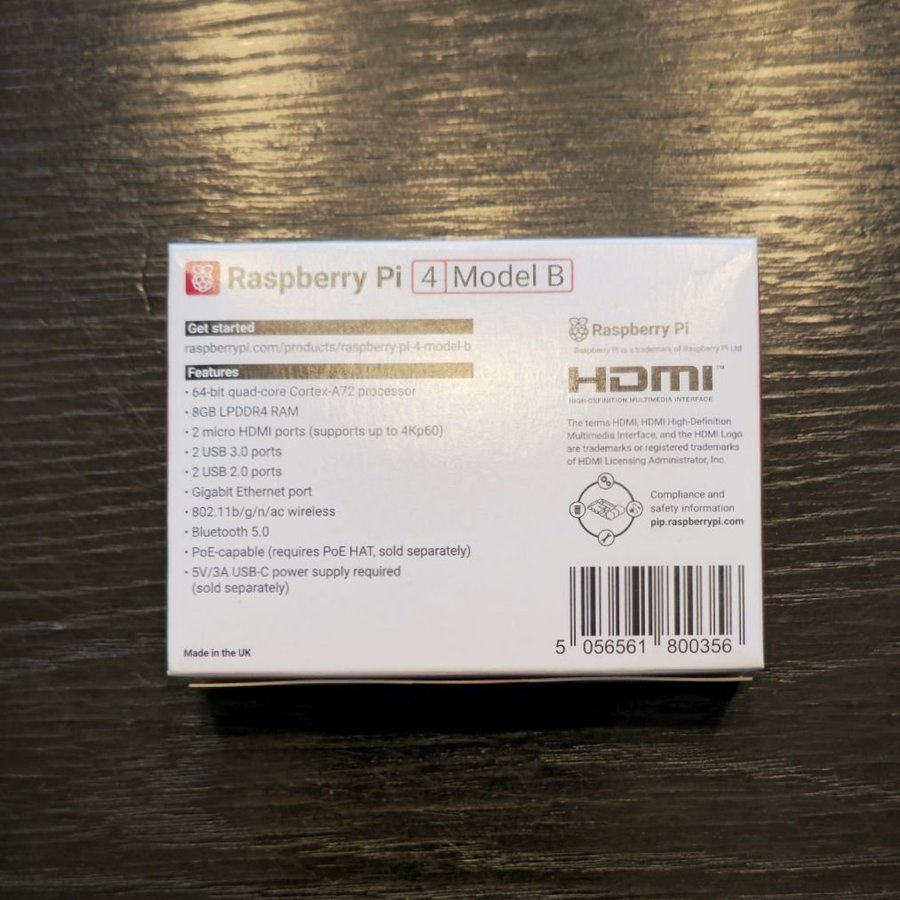 Raspberry Pi 4 Model B
Get started
raspberrypi.com/products/raspberry-pi-4-model-b
Features
• 64-bit quad-core Cortex-A72 processor
• 8GB LPDDR4 RAM
• 2 micro HDMI ports (supports up to 4Kp60)
• 2 USB 3.0 ports
• 2 USB 2.0 ports
• Gigabit Ethernet port
• 802.11b/g/n/ac wireless
• Bluetooth 5.0
• PoE-capable (requires PoE HAT, sold separately)
• 5V/3A USB-C power supply required
(sold separately)
Made in the UK
Raspberry Pi
Raspberry Pi is a trademark of Raspberry Pi Ltd
HDMI™
HIGH-DEFINITION MULTIMEDIA INTERFACE
The terms HDMI, HDMI High-Definition
Multimedia Interface, and the HDMI Logo
are trademarks or registered trademarks
of HDMI Licensing Administrator, Inc.
Compliance and
safety information
pip.raspberrypi.com
5 056561 800356